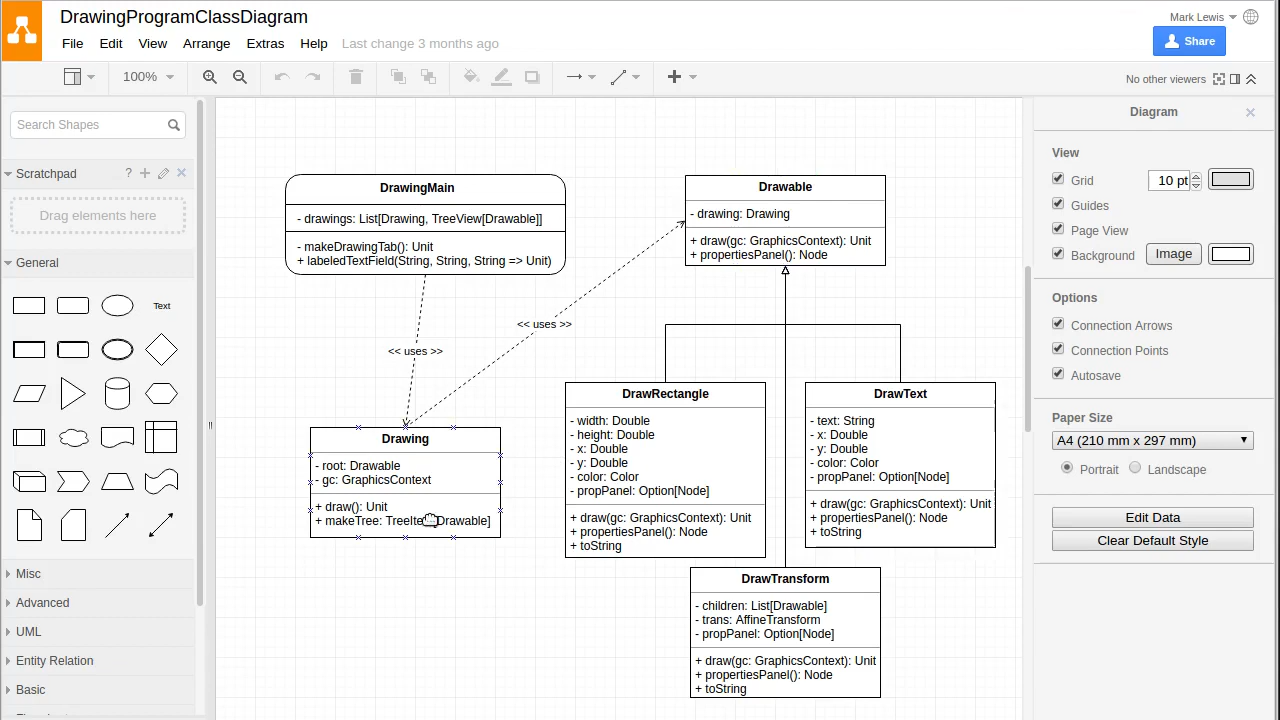 DrawingProgramClassDiagram
Mark Lewis
File Edit View Arrange Extras Help Last change 3 months ago
Share
100%
No other viewers
Search Shapes
Scratchpad
?
Drag elements here
General
Text
Misc
Advanced
UML
Entity Relation
Basic
DrawingMain
- drawings: List[Drawing, TreeView[Drawable]]
- makeDrawingTab(): Unit
+ labeledTextField(String, String, String => Unit)
Drawable
- drawing: Drawing
+ draw(gc: GraphicsContext): Unit
+ propertiesPanel(): Node
<< uses >>
<< uses >>
Drawing
- root: Drawable
- gc: GraphicsContext
+ draw(): Unit
+ makeTree: Drawable]
DrawRectangle
- width: Double
- height: Double
- x: Double
- y: Double
- color: Color
- propPanel: Option[Node]
+ draw(gc: GraphicsContext): Unit
+ propertiesPanel(): Node
+ toString
DrawText
- text: String
- x: Double
- y: Double
- color: Color
- propPanel: Option[Node]
+ draw(gc: GraphicsContext): Unit
+ propertiesPanel(): Node
+ toString
DrawTransform
- children: List[Drawable]
- trans: AffineTransform
- propPanel: Option[Node]
+ draw(gc: GraphicsContext): Unit
+ propertiesPanel(): Node
+ toString
Diagram
View
Grid 10 pt
Guides
Page View
Background Image
Options
Connection Arrows
Connection Points
Autosave
Paper Size
A4 (210 mm x 297 mm)
Portrait Landscape
Edit Data
Clear Default Style